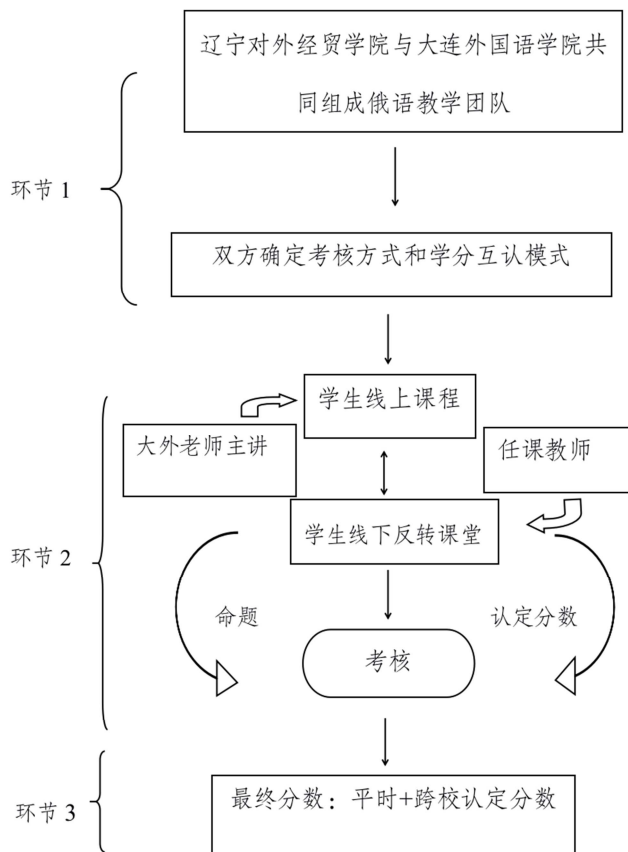 辽宁对外经贸学院与大连外国语学院共
同组成俄语教学团队
环节 1
双方确定考核方式和学分互认模式
学生线上课程
大外老师主讲
任课教师
学生线下反转课堂
环节 2
命题
认定分数
考核
最终分数：平时+跨校认定分数
环节 3